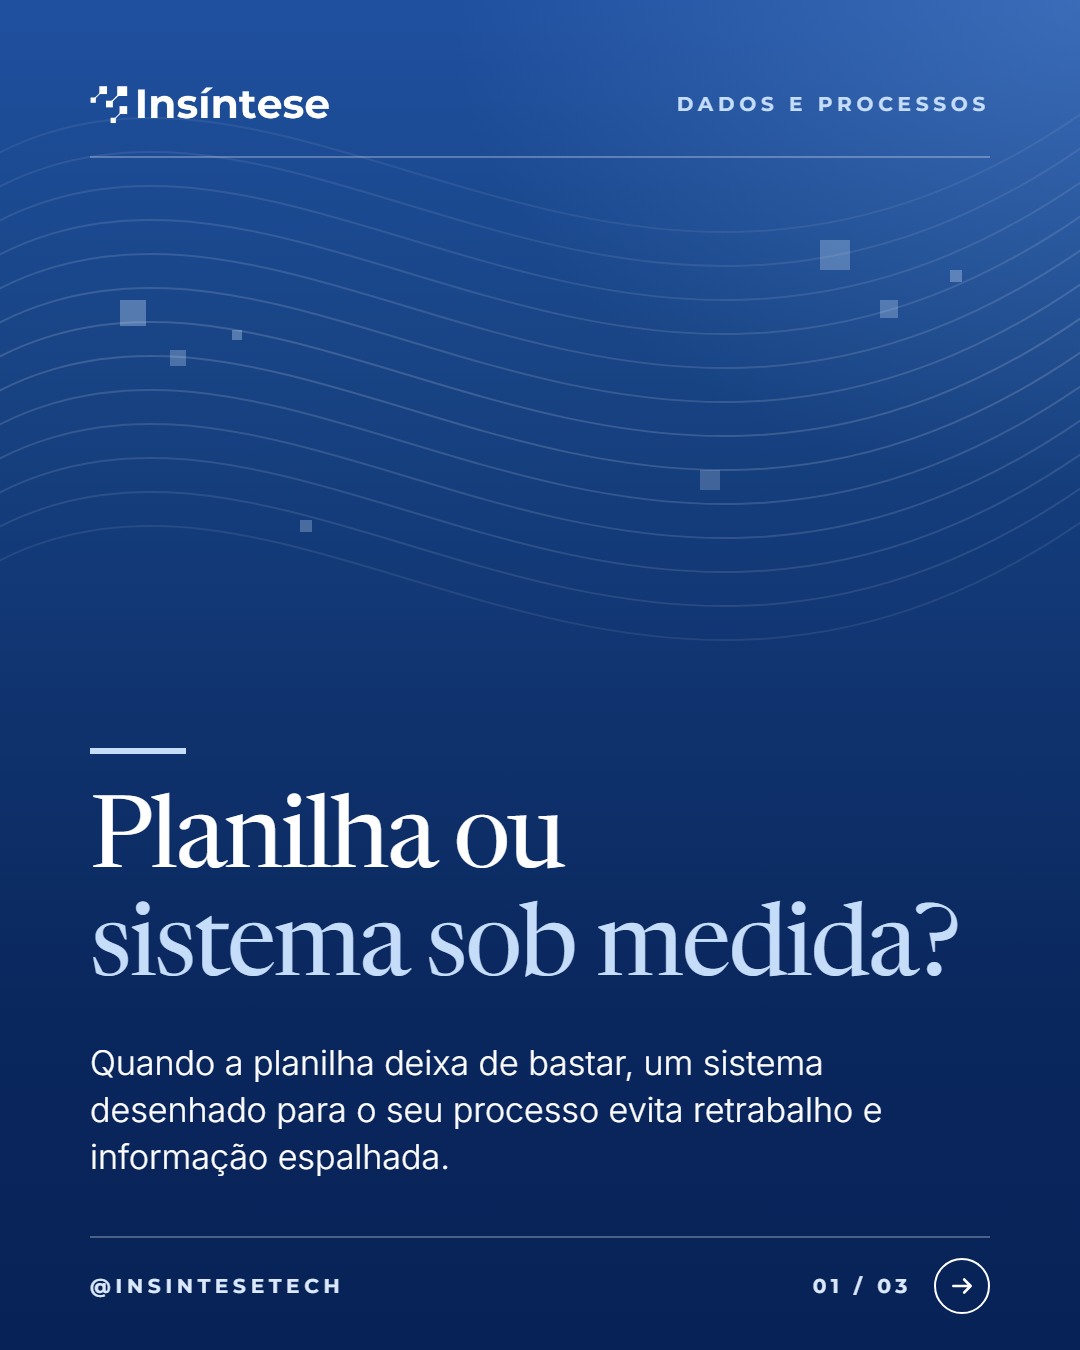 Insíntese
DADOS E PROCESSOS
Planilha ou
sistema sob medida?
Quando a planilha deixa de bastar, um sistema
desenhado para o seu processo evita retrabalho e
informação espalhada.
@INSINTESETECH
01 / 03